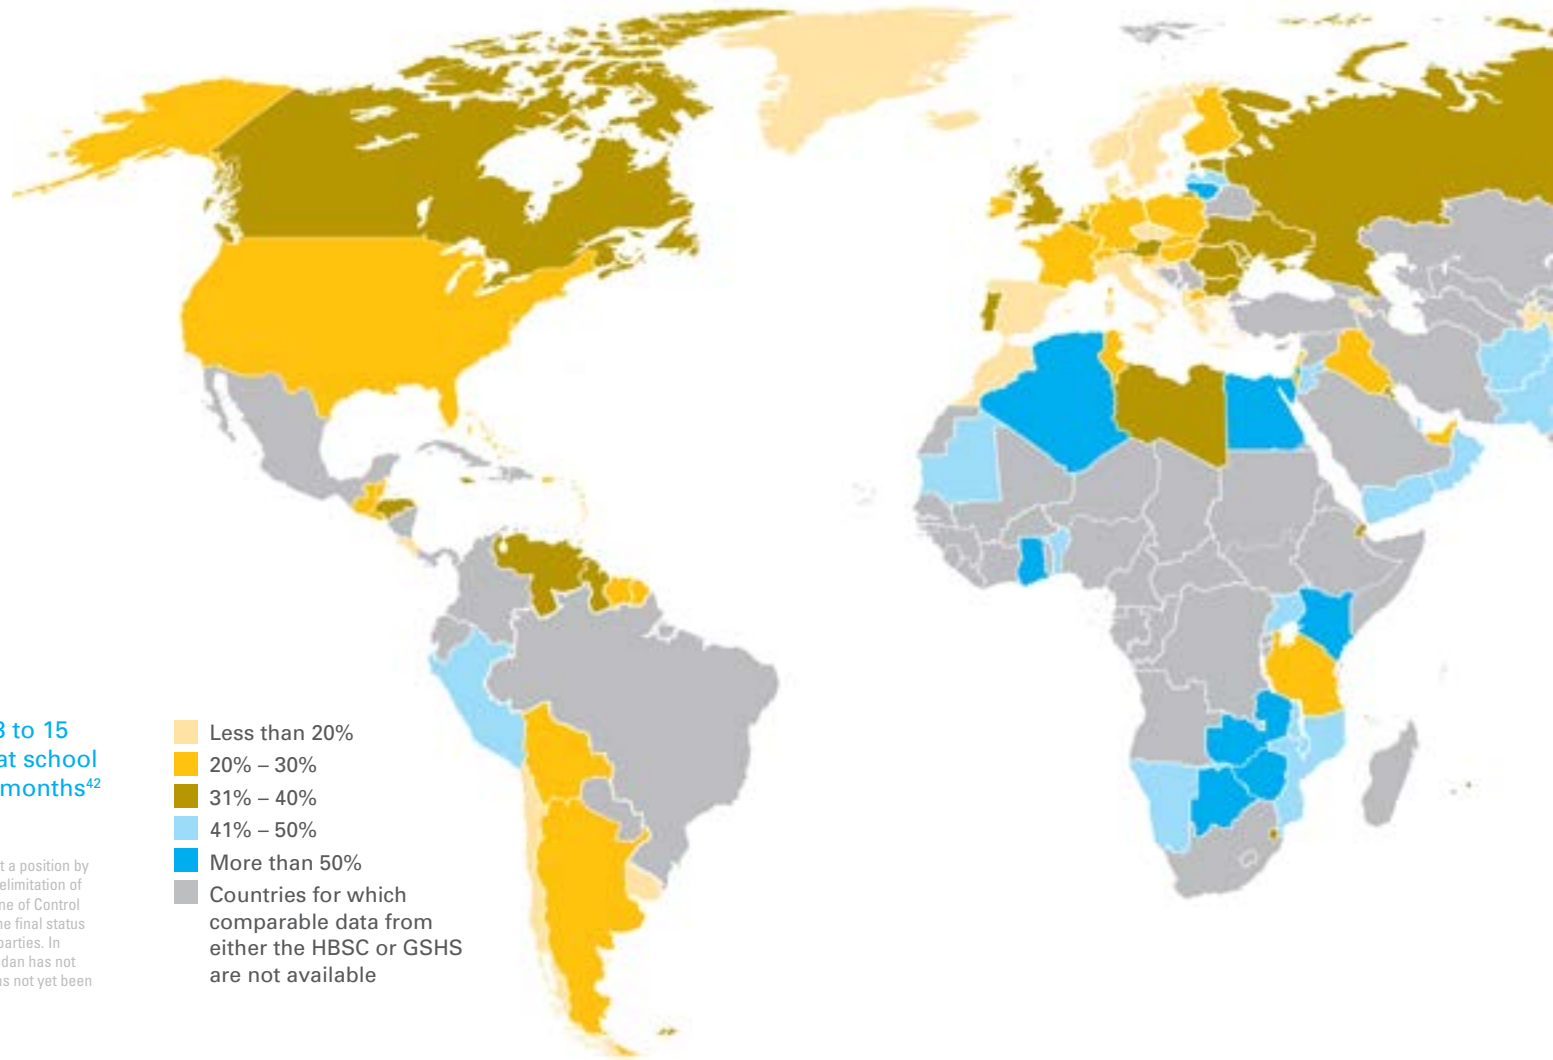 3 to 15
at school
months42
t a position by
elimitation of
ne of Control
he final status
parties. In
dan has not
as not yet been
Less than 20%
20% – 30%
31% – 40%
41% – 50%
More than 50%
Countries for which
comparable data from
either the HBSC or GSHS
are not available